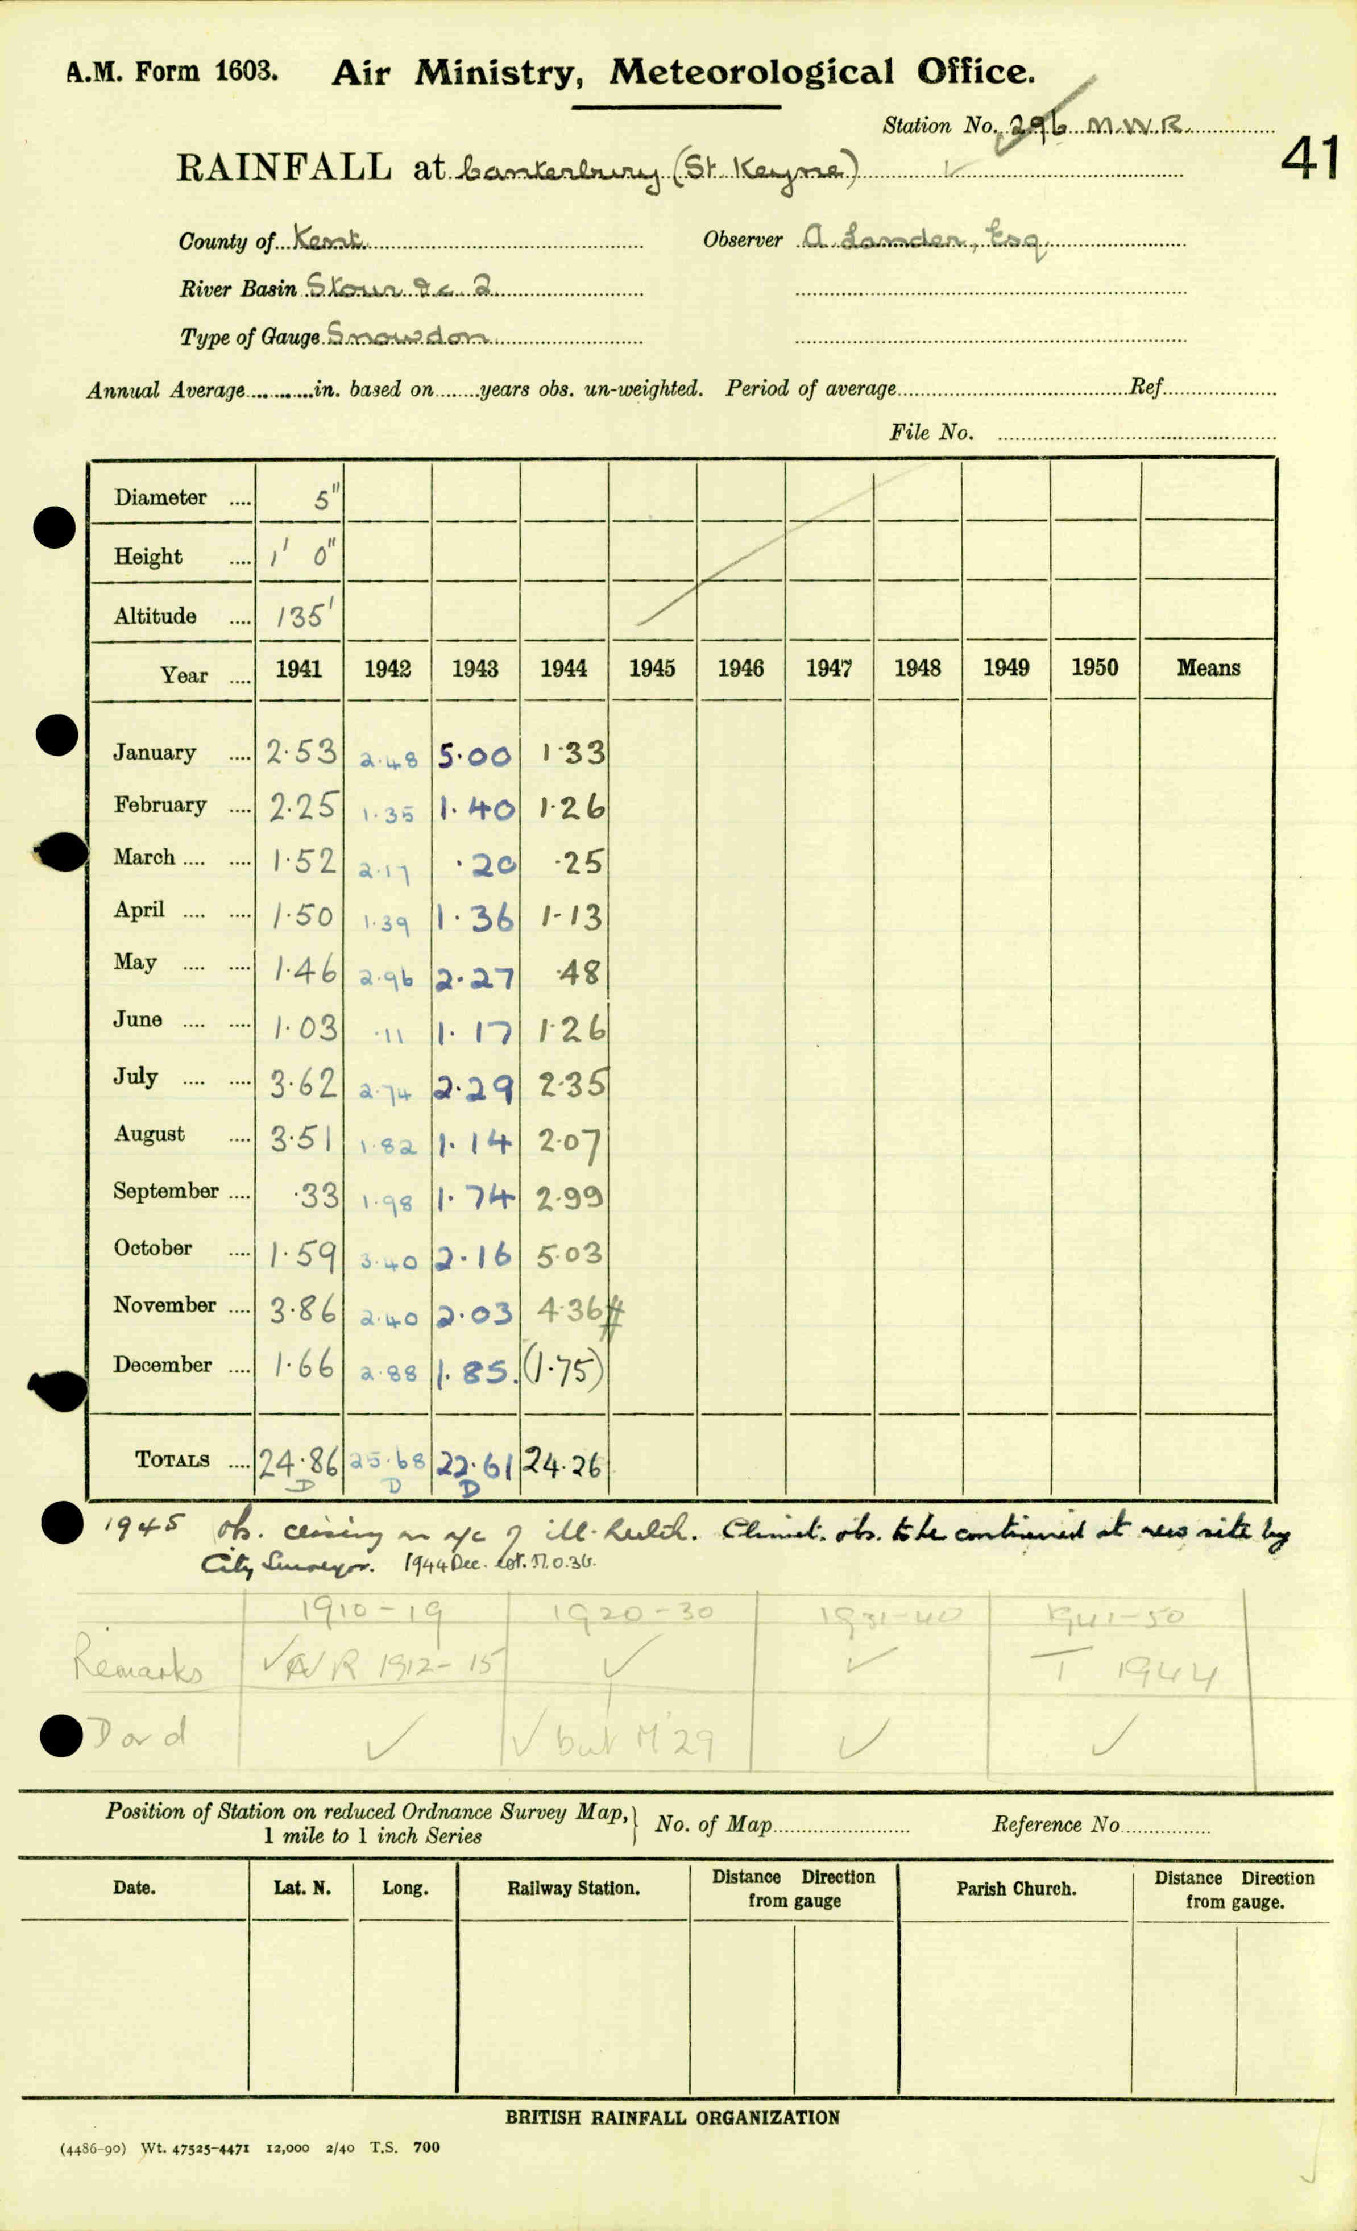 A.M. Form 1603. Air Ministry, Meteorological Office.
Station No. 296 M.W.R.
41
RAINFALL at Canterbury (St Keyne)
County of Kent Observer A Lander, Esq
River Basin Stour &c 2
Type of Gauge Snowdon
Annual Average............in. based on........years obs. un-weighted. Period of average........Ref........
File No.
Diameter .... 5"
Height .... 1' 0"
Altitude .... 135'
Year .... 1941 1942 1943 1944 1945 1946 1947 1948 1949 1950 Means
January .... 2.53 2.48 5.00 1.33
February .... 2.25 1.35 1.40 1.26
March .... .... 1.52 2.17 .20 .25
April .... .... 1.50 1.39 1.36 1.13
May .... .... 1.46 2.96 2.27 .48
June .... .... 1.03 .11 1.17 1.26
July .... .... 3.62 2.74 2.29 2.35
August .... 3.51 1.82 1.14 2.07
September .... .33 1.98 1.74 2.99
October .... 1.59 3.40 2.16 5.03
November .... 3.86 2.40 2.03 4.36 #
December .... 1.66 2.88 1.85. (1.75)
TOTALS .... 24.86 25.68 22.61 24.26
D D D
1945 ob. closing on a/c of ill-health. Climat. obs. to be continued at new site by
City Surveyor. 1944 Dec. est. M.O.3b.
1910-19 1920-30 1931-40 1941-50
Remarks ✓ R 1912-15 ✓ ✓ T 1944
D or d ✓ ✓ but M'29 ✓ ✓
Position of Station on reduced Ordnance Survey Map, } No. of Map........ Reference No........
1 mile to 1 inch Series
Date. Lat. N. Long. Railway Station. Distance from gauge Direction Parish Church. Distance Direction from gauge.
BRITISH RAINFALL ORGANIZATION
(4486-90) Wt. 47525-4471 12,000 2/40 T.S. 700